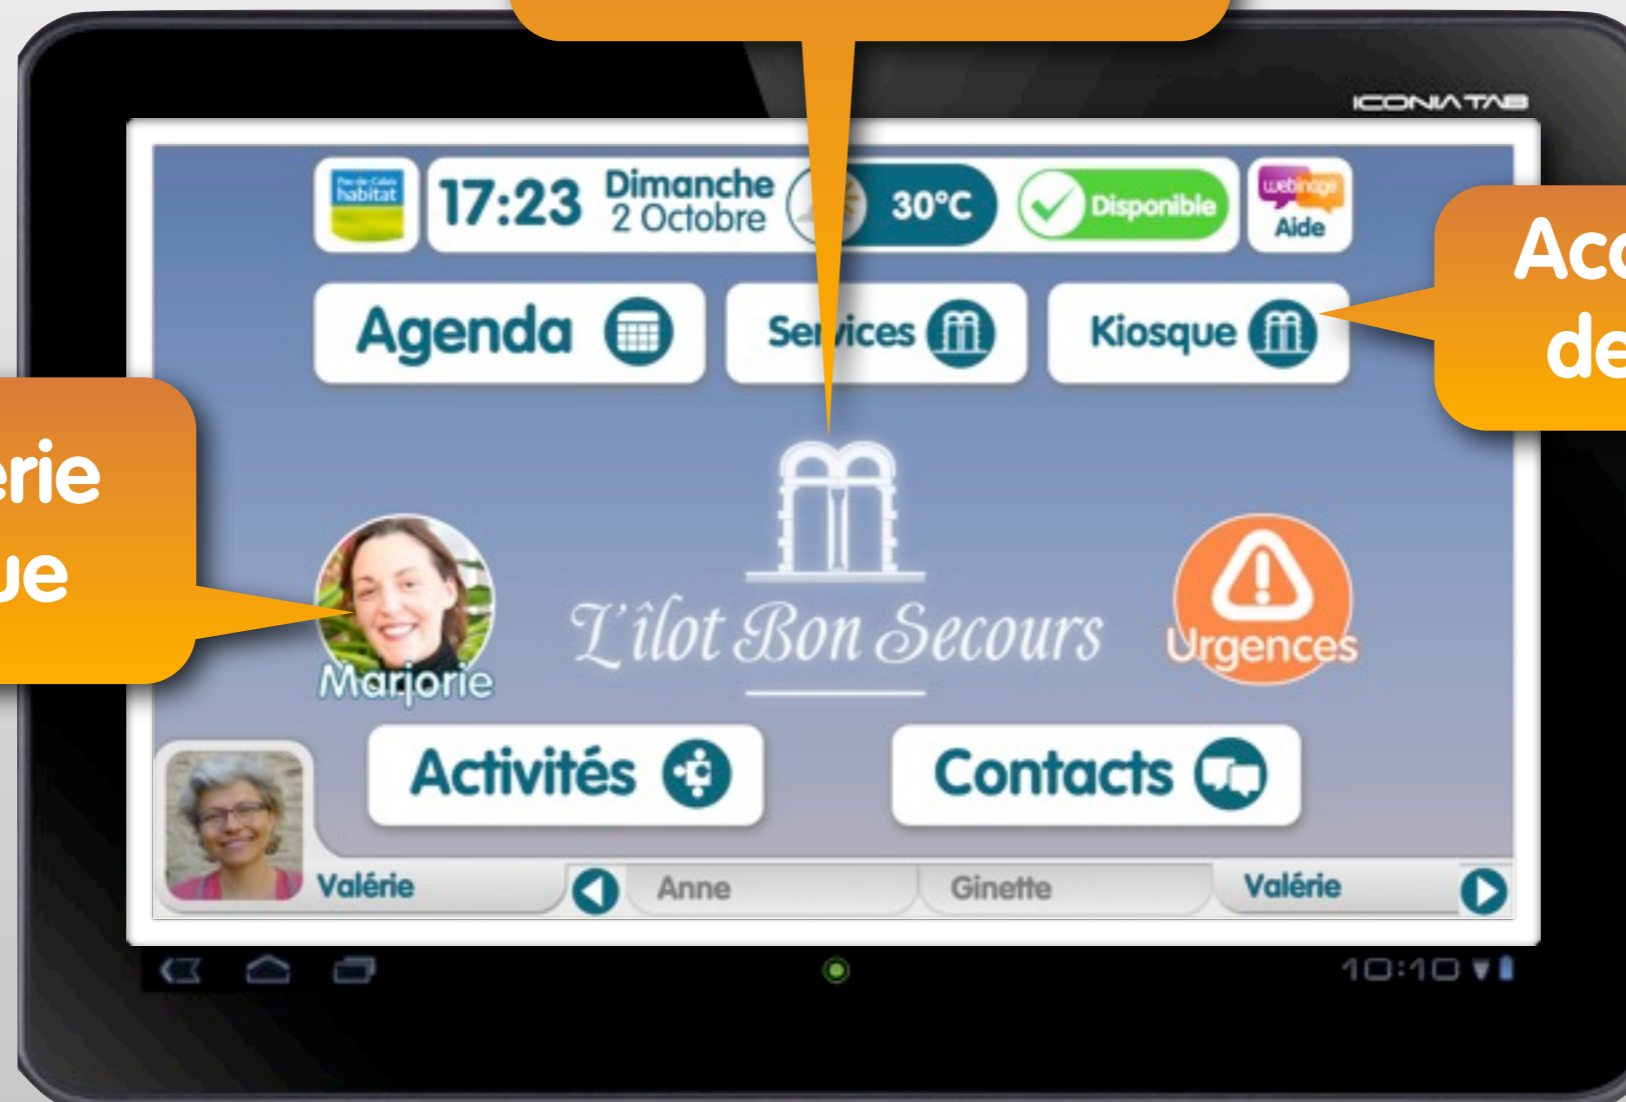 ICONIA TAB
Pas-de-Calais
habitat
17:23
Dimanche
2 Octobre
30°C
Disponible
webinage
Aide
Agenda
Services
Kiosque
Acc
de
erie
ue
Marjorie
L'îlot Bon Secours
Urgences
Activités
Contacts
Valérie
Anne
Ginette
Valérie
10:10